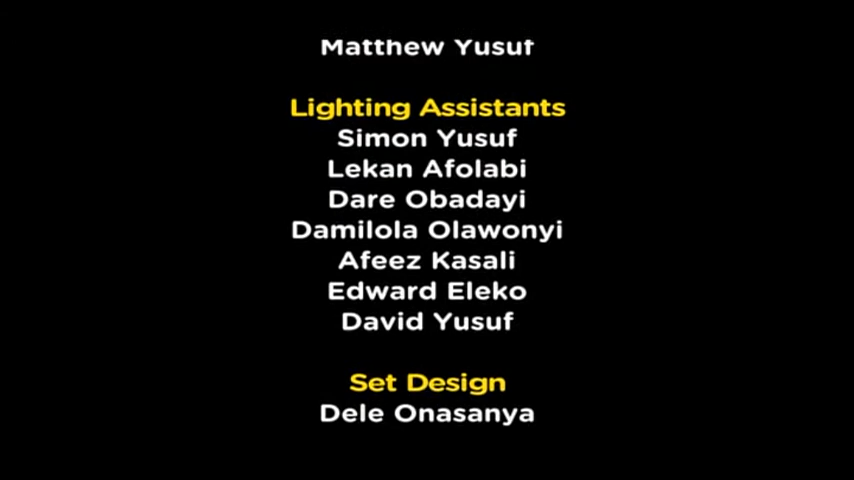 Matthew Yusuf
Lighting Assistants
Simon Yusuf
Lekan Afolabi
Dare Obadayi
Damilola Olawonyi
Afeez Kasali
Edward Eleko
David Yusuf
Set Design
Dele Onasanya